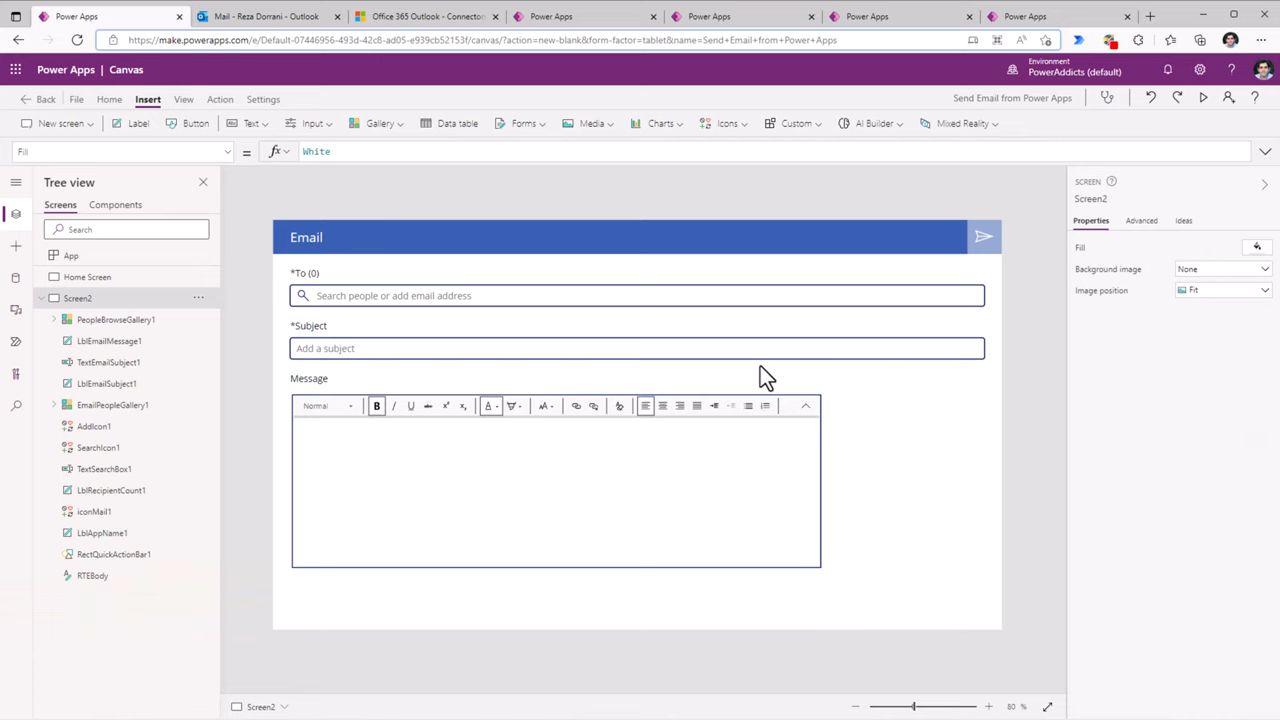 Power Apps
Mail - Reza Dorrani - Outlook
Office 365 Outlook - Connectors
Power Apps
Power Apps
Power Apps
Power Apps
https://make.powerapps.com/e/Default-07446956-493d-42c8-ad05-e939cb52153f/canvas/?action=new-blank&form-factor=tablet&name=Send+Email+from+Power+Apps
Power Apps | Canvas
Environment
PowerAddicts (default)
Back
File
Home
Insert
View
Action
Settings
Send Email from Power Apps
New screen
Label
Button
Text
Input
Gallery
Data table
Forms
Media
Charts
Icons
Custom
AI Builder
Mixed Reality
Fill
=
fx
White
Tree view
Screens
Components
Search
App
Home Screen
Screen2
PeopleBrowseGallery1
LblEmailMessage1
TextEmailSubject1
LblEmailSubject1
EmailPeopleGallery1
AddIcon1
SearchIcon1
TextSearchBox1
LblRecipientCount1
iconMail1
LblAppName1
RectQuickActionBar1
RTEBody
Email
*To (0)
Search people or add email address
*Subject
Add a subject
Message
Normal
SCREEN
Screen2
Properties
Advanced
Ideas
Fill
Background image
None
Image position
Fit
Screen2
80 %